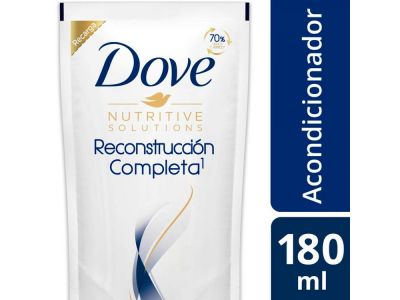 Recarga
70%
Dove
NUTRITIVE
SOLUTIONS
Reconstrucción
Completa¹
Acondicionador
180
ml